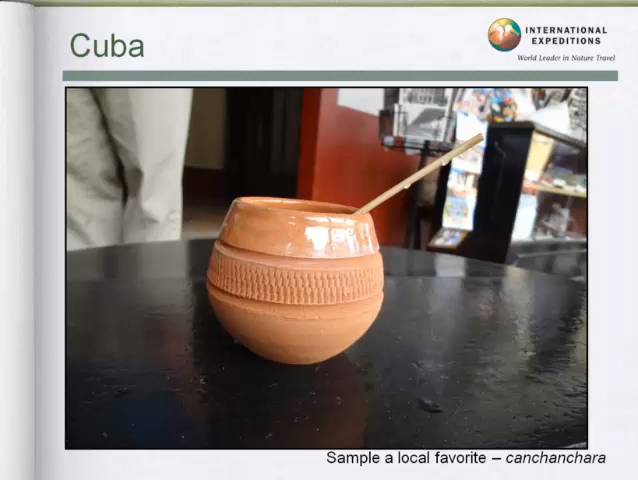 Cuba
INTERNATIONAL
EXPEDITIONS
World Leader in Nature Travel
Sample a local favorite – canchanchara